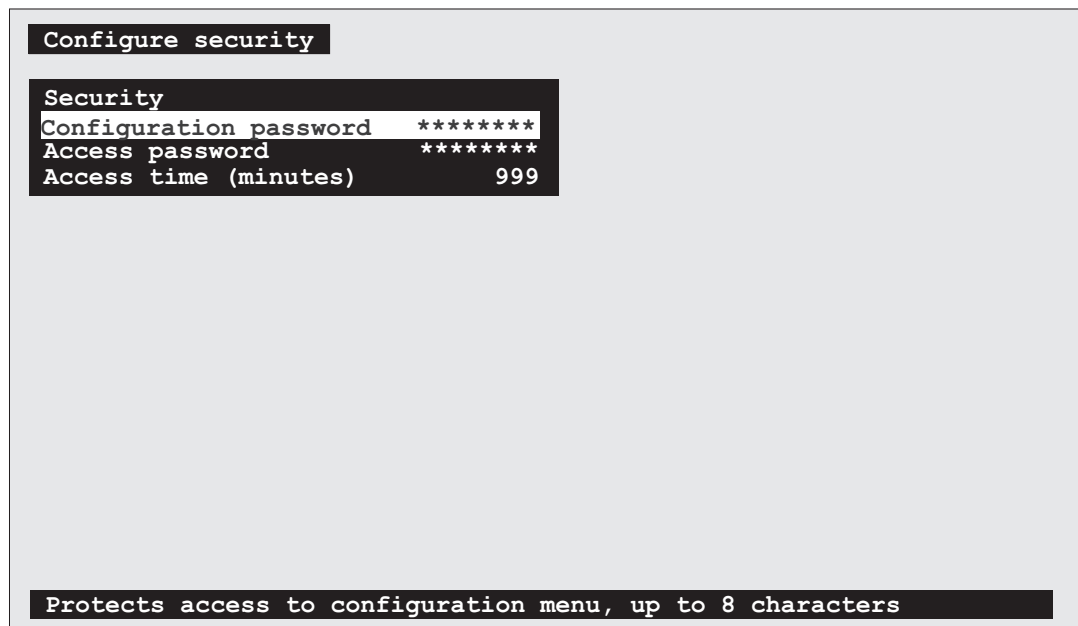 Configure security
Security
Configuration password ********
Access password ********
Access time (minutes) 999
Protects access to configuration menu, up to 8 characters